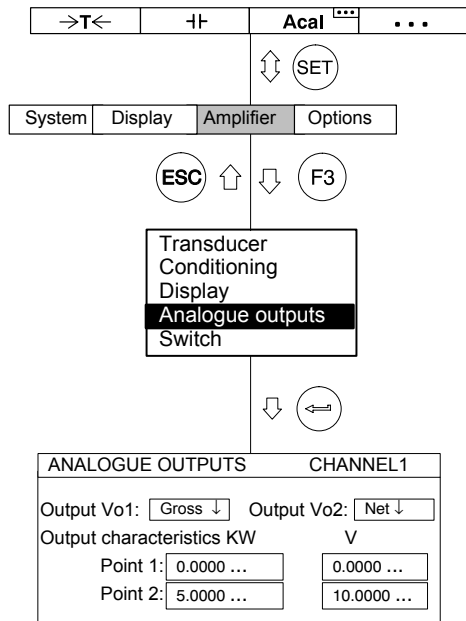 →T← ⊣⊢ Acal ... ...
SET
System Display Amplifier Options
ESC F3
Transducer
Conditioning
Display
Analogue outputs
Switch
ANALOGUE OUTPUTS CHANNEL1
Output Vo1: Gross ↓ Output Vo2: Net ↓
Output characteristics KW V
Point 1: 0.0000 ... 0.0000 ...
Point 2: 5.0000 ... 10.0000 ...